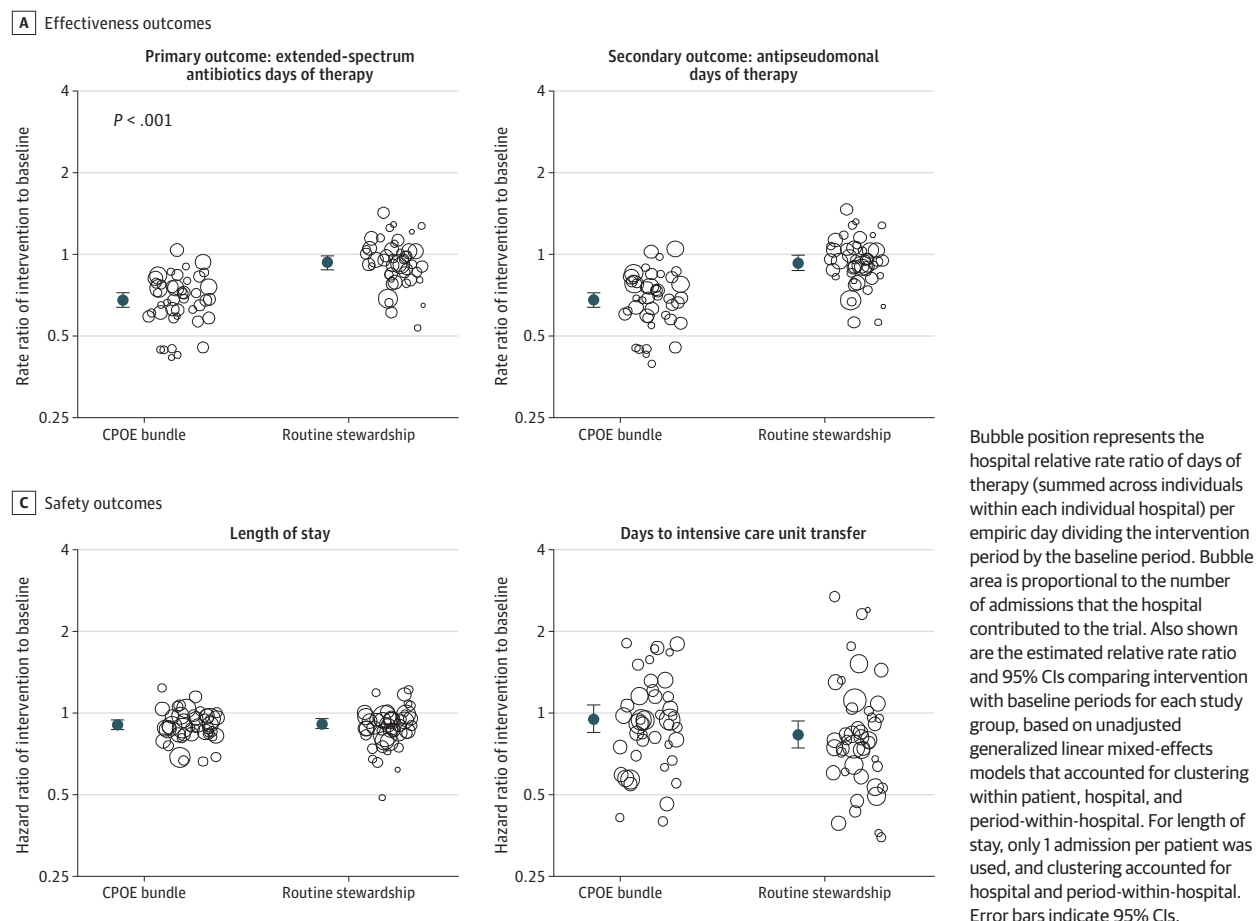 A Effectiveness outcomes
Primary outcome: extended-spectrum
antibiotics days of therapy
4
2
1
0.5
0.25
Rate ratio of intervention to baseline
P < .001
CPOE bundle
Routine stewardship
Secondary outcome: antipseudomonal
days of therapy
4
2
1
0.5
0.25
Rate ratio of intervention to baseline
CPOE bundle
Routine stewardship
C Safety outcomes
Length of stay
4
2
1
0.5
0.25
Hazard ratio of intervention to baseline
CPOE bundle
Routine stewardship
Days to intensive care unit transfer
4
2
1
0.5
0.25
Hazard ratio of intervention to baseline
CPOE bundle
Routine stewardship
Bubble position represents the
hospital relative rate ratio of days of
therapy (summed across individuals
within each individual hospital) per
empiric day dividing the intervention
period by the baseline period. Bubble
area is proportional to the number
of admissions that the hospital
contributed to the trial. Also shown
are the estimated relative rate ratio
and 95% CIs comparing intervention
with baseline periods for each study
group, based on unadjusted
generalized linear mixed-effects
models that accounted for clustering
within patient, hospital, and
period-within-hospital. For length of
stay, only 1 admission per patient was
used, and clustering accounted for
hospital and period-within-hospital.
Error bars indicate 95% CIs.